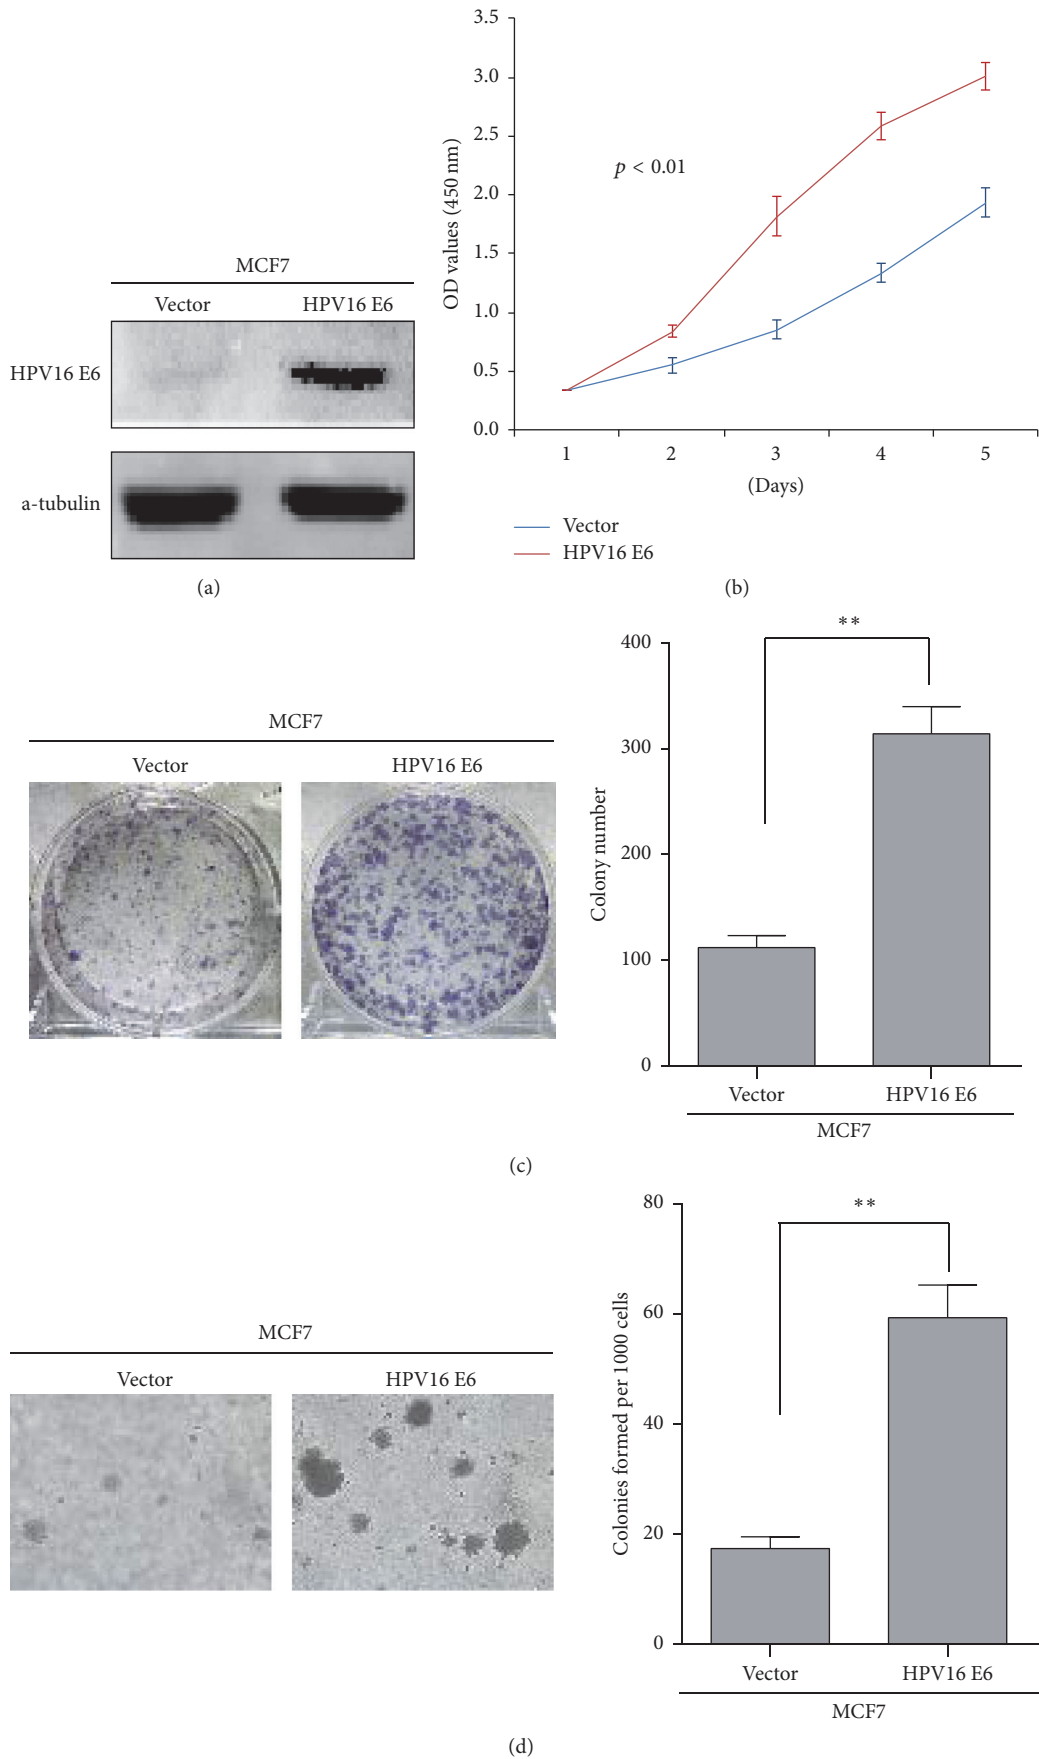 MCF7
Vector HPV16 E6
HPV16 E6
a-tubulin
(a)
3.5
3.0
2.5
2.0
1.5
1.0
0.5
0.0
OD values (450 nm)
p < 0.01
1 2 3 4 5
(Days)
Vector
HPV16 E6
(b)
MCF7
Vector HPV16 E6
400
300
200
100
0
Colony number
**
Vector HPV16 E6
MCF7
(c)
MCF7
Vector HPV16 E6
80
60
40
20
0
Colonies formed per 1000 cells
**
Vector HPV16 E6
MCF7
(d)